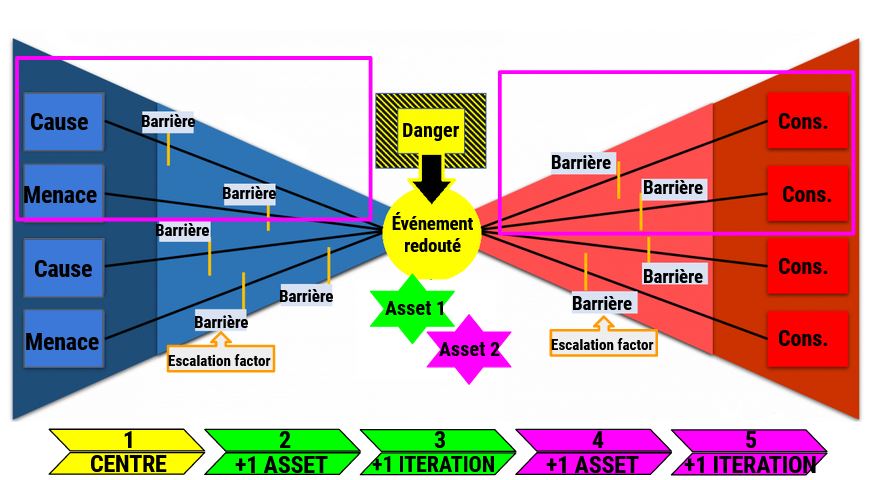 Cause
Menace
Cause
Menace
Barrière
Barrière
Barrière
Barrière
Barrière
Escalation factor
Danger
Événement
redouté
Asset 1
Asset 2
Barrière
Barrière
Barrière
Barrière
Escalation factor
Cons.
Cons.
Cons.
Cons.
1
CENTRE
2
+1 ASSET
3
+1 ITERATION
4
+1 ASSET
5
+1 ITERATION